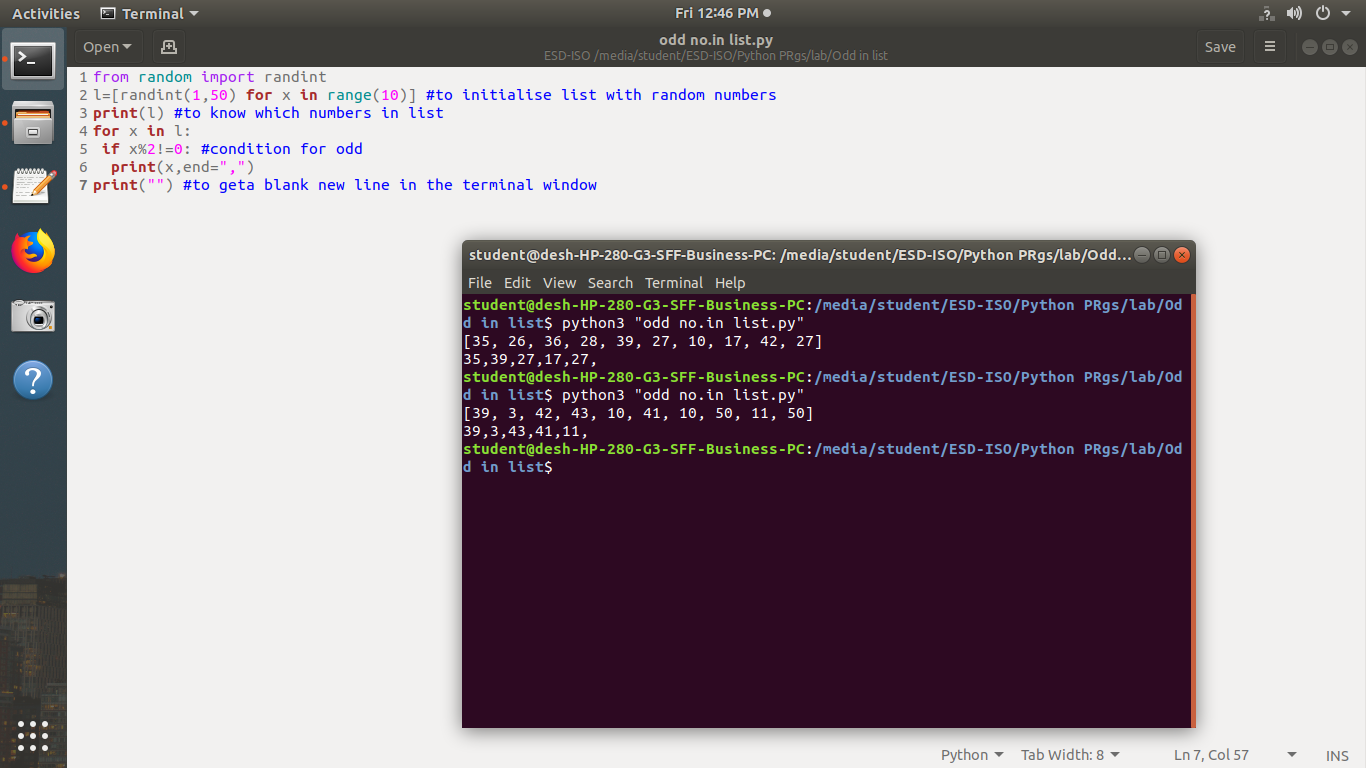 Activities Terminal Fri 12:46 PM
Open odd no.in list.py Save
ESD-ISO /media/student/ESD-ISO/Python PRgs/lab/Odd in list
1 from random import randint
2 l=[randint(1,50) for x in range(10)] #to initialise list with random numbers
3 print(l) #to know which numbers in list
4 for x in l:
5  if x%2!=0: #condition for odd
6   print(x,end=",")
7 print("") #to geta blank new line in the terminal window
student@desh-HP-280-G3-SFF-Business-PC: /media/student/ESD-ISO/Python PRgs/lab/Odd...
File Edit View Search Terminal Help
student@desh-HP-280-G3-SFF-Business-PC:/media/student/ESD-ISO/Python PRgs/lab/Od
d in list$ python3 "odd no.in list.py"
[35, 26, 36, 28, 39, 27, 10, 17, 42, 27]
35,39,27,17,27,
student@desh-HP-280-G3-SFF-Business-PC:/media/student/ESD-ISO/Python PRgs/lab/Od
d in list$ python3 "odd no.in list.py"
[39, 3, 42, 43, 10, 41, 10, 50, 11, 50]
39,3,43,41,11,
student@desh-HP-280-G3-SFF-Business-PC:/media/student/ESD-ISO/Python PRgs/lab/Od
d in list$
Python Tab Width: 8 Ln 7, Col 57 INS